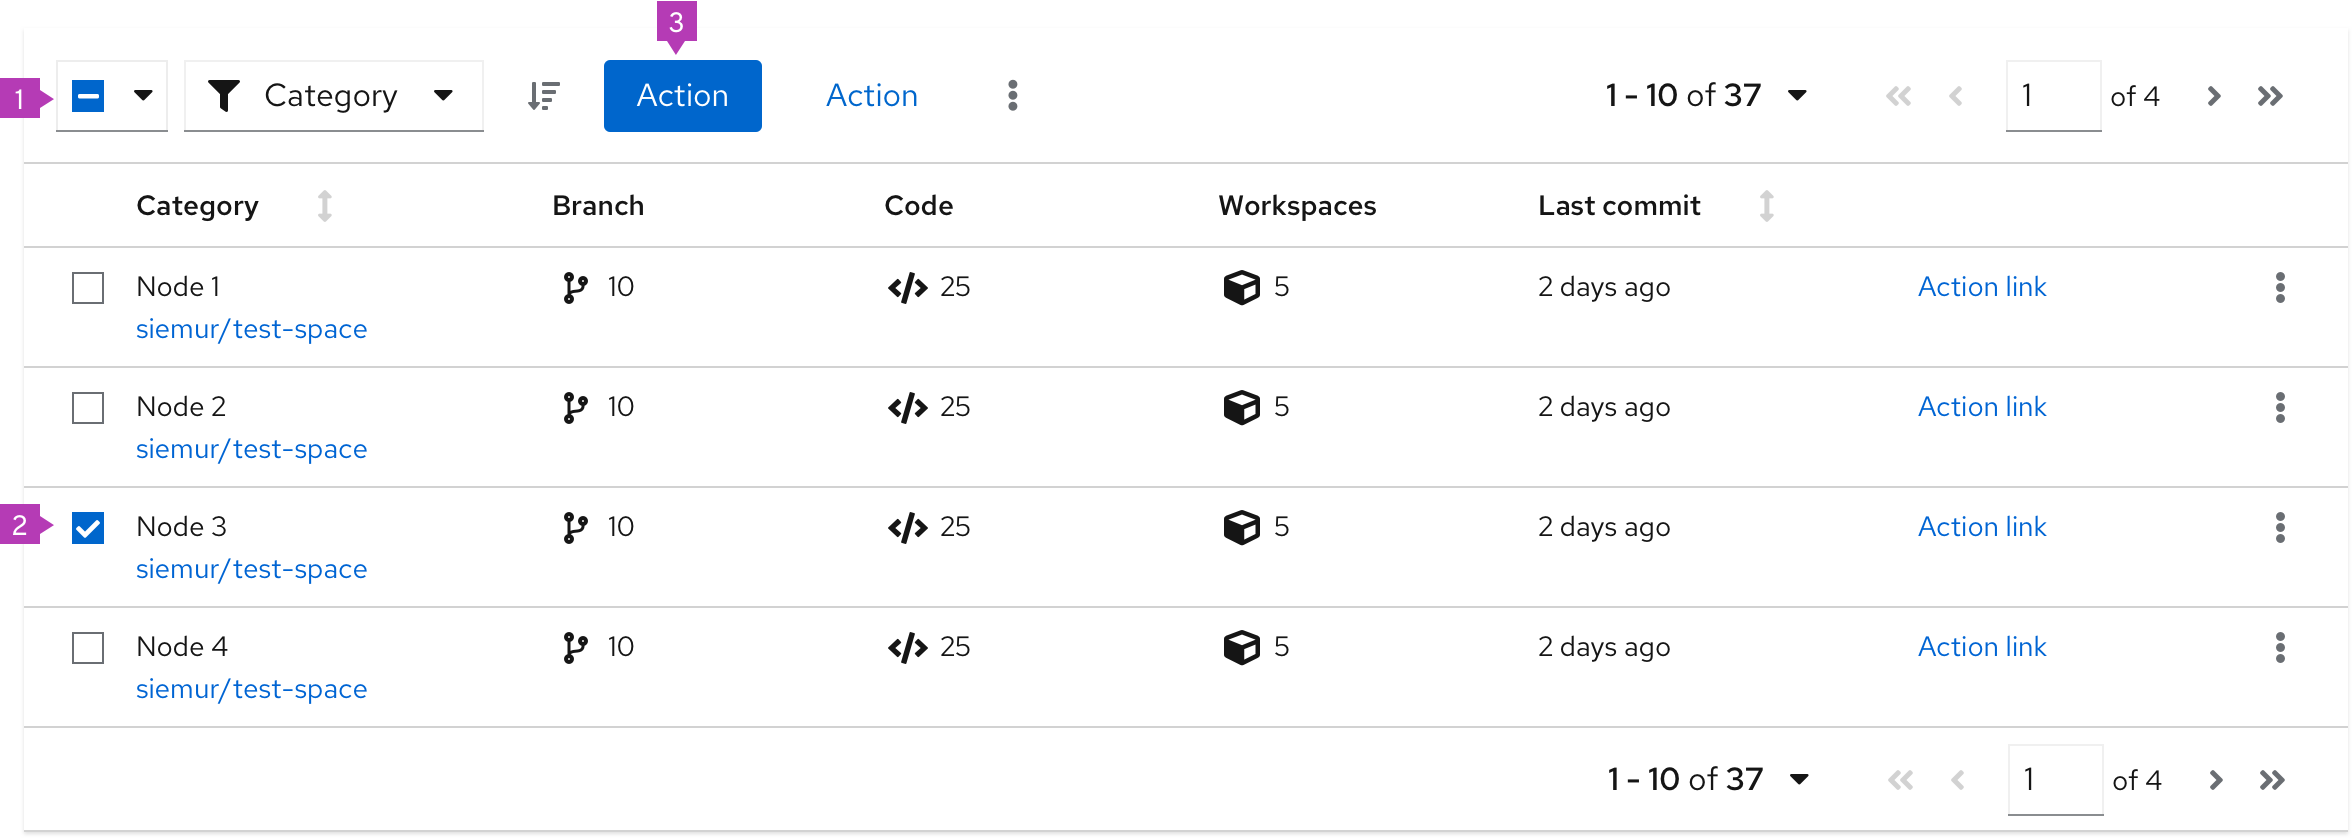 3
1 Category Action Action 1 - 10 of 37 1 of 4
Category Branch Code Workspaces Last commit
Node 1 10 25 5 2 days ago Action link
siemur/test-space
Node 2 10 25 5 2 days ago Action link
siemur/test-space
2 Node 3 10 25 5 2 days ago Action link
siemur/test-space
Node 4 10 25 5 2 days ago Action link
siemur/test-space
1 - 10 of 37 1 of 4